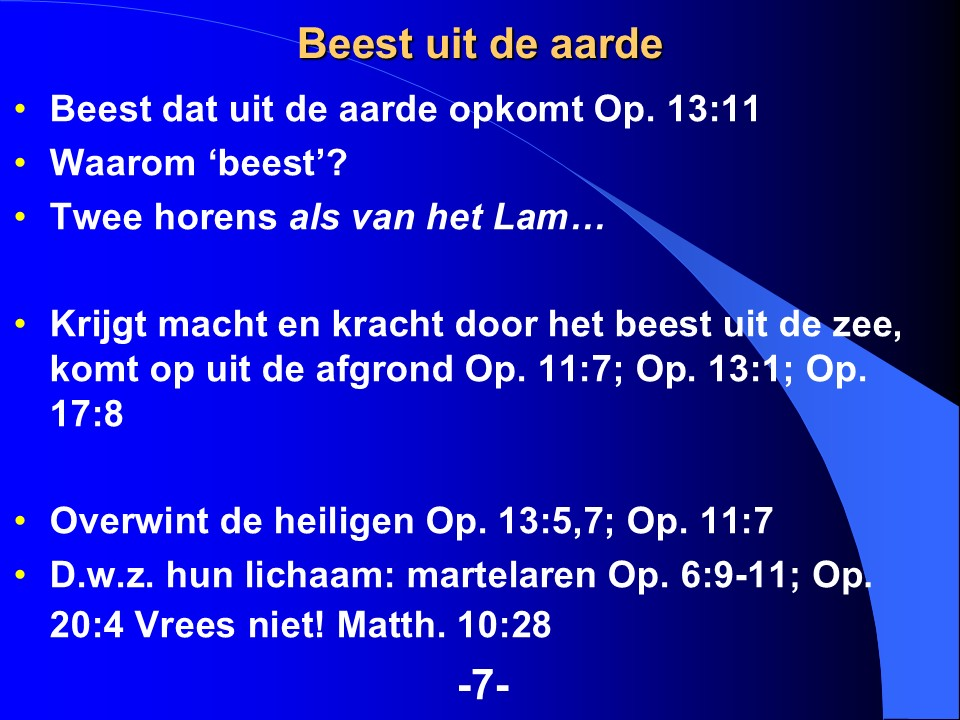 Beest uit de aarde
• Beest dat uit de aarde opkomt Op. 13:11
• Waarom ‘beest’?
• Twee horens als van het Lam…
• Krijgt macht en kracht door het beest uit de zee,
komt op uit de afgrond Op. 11:7; Op. 13:1; Op.
17:8
• Overwint de heiligen Op. 13:5,7; Op. 11:7
• D.w.z. hun lichaam: martelaren Op. 6:9-11; Op.
20:4 Vrees niet! Matth. 10:28
-7-